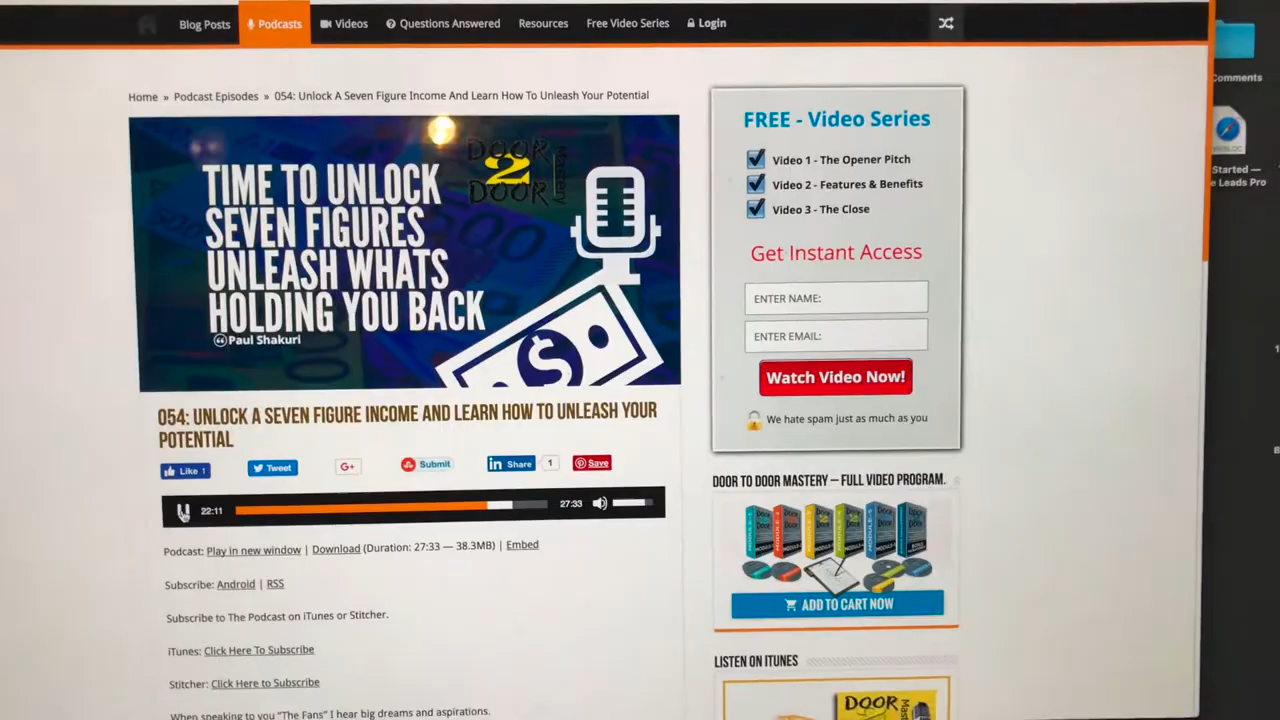 Blog Posts
Podcasts
Videos
Questions Answered
Resources
Free Video Series
Login
Home » Podcast Episodes » 054: Unlock A Seven Figure Income And Learn How To Unleash Your Potential
DOOR
2
DOOR
Mastery
TIME TO UNLOCK
SEVEN FIGURES
UNLEASH WHATS
HOLDING YOU BACK
Paul Shakuri
054: UNLOCK A SEVEN FIGURE INCOME AND LEARN HOW TO UNLEASH YOUR
POTENTIAL
Like 1
Tweet
G+
Submit
in Share 1
Save
22:11
27:33
Podcast: Play in new window | Download (Duration: 27:33 — 38.3MB) | Embed
Subscribe: Android | RSS
Subscribe to The Podcast on iTunes or Stitcher.
iTunes: Click Here To Subscribe
Stitcher: Click Here to Subscribe
When speaking to you "The Fans" I hear big dreams and aspirations.
FREE - Video Series
Video 1 - The Opener Pitch
Video 2 - Features & Benefits
Video 3 - The Close
Get Instant Access
ENTER NAME:
ENTER EMAIL:
Watch Video Now!
We hate spam just as much as you
DOOR TO DOOR MASTERY – FULL VIDEO PROGRAM.
ADD TO CART NOW
LISTEN ON ITUNES
DOOR
Comments
Started —
e Leads Pro